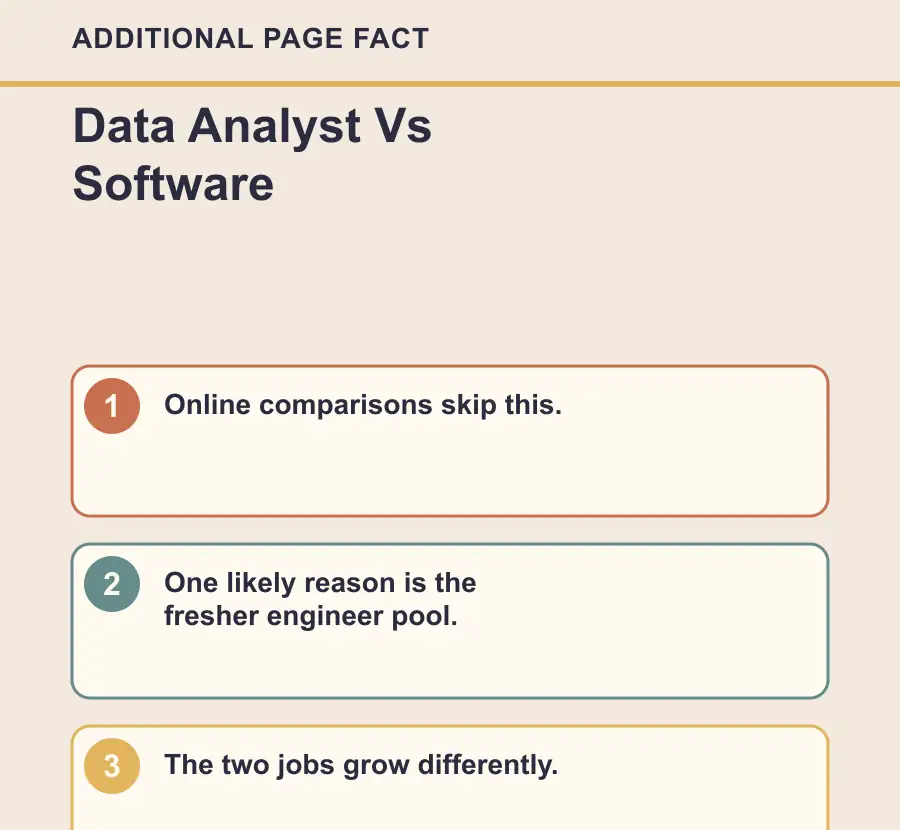 ADDITIONAL PAGE FACT
Data Analyst Vs
Software
1 Online comparisons skip this.
2 One likely reason is the
fresher engineer pool.
3 The two jobs grow differently.